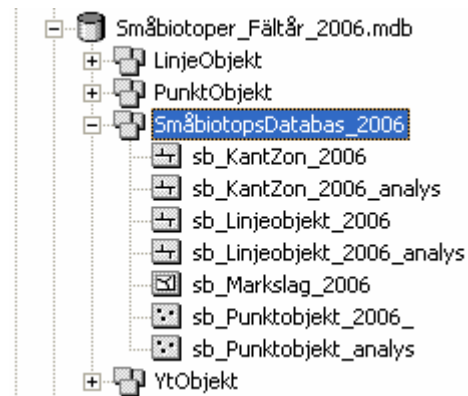 Småbiotoper_Fältår_2006.mdb
LinjeObjekt
PunktObjekt
SmåbiotopsDatabas_2006
sb_KantZon_2006
sb_KantZon_2006_analys
sb_Linjeobjekt_2006
sb_Linjeobjekt_2006_analys
sb_Markslag_2006
sb_Punktobjekt_2006_
sb_Punktobjekt_analys
YtObjekt